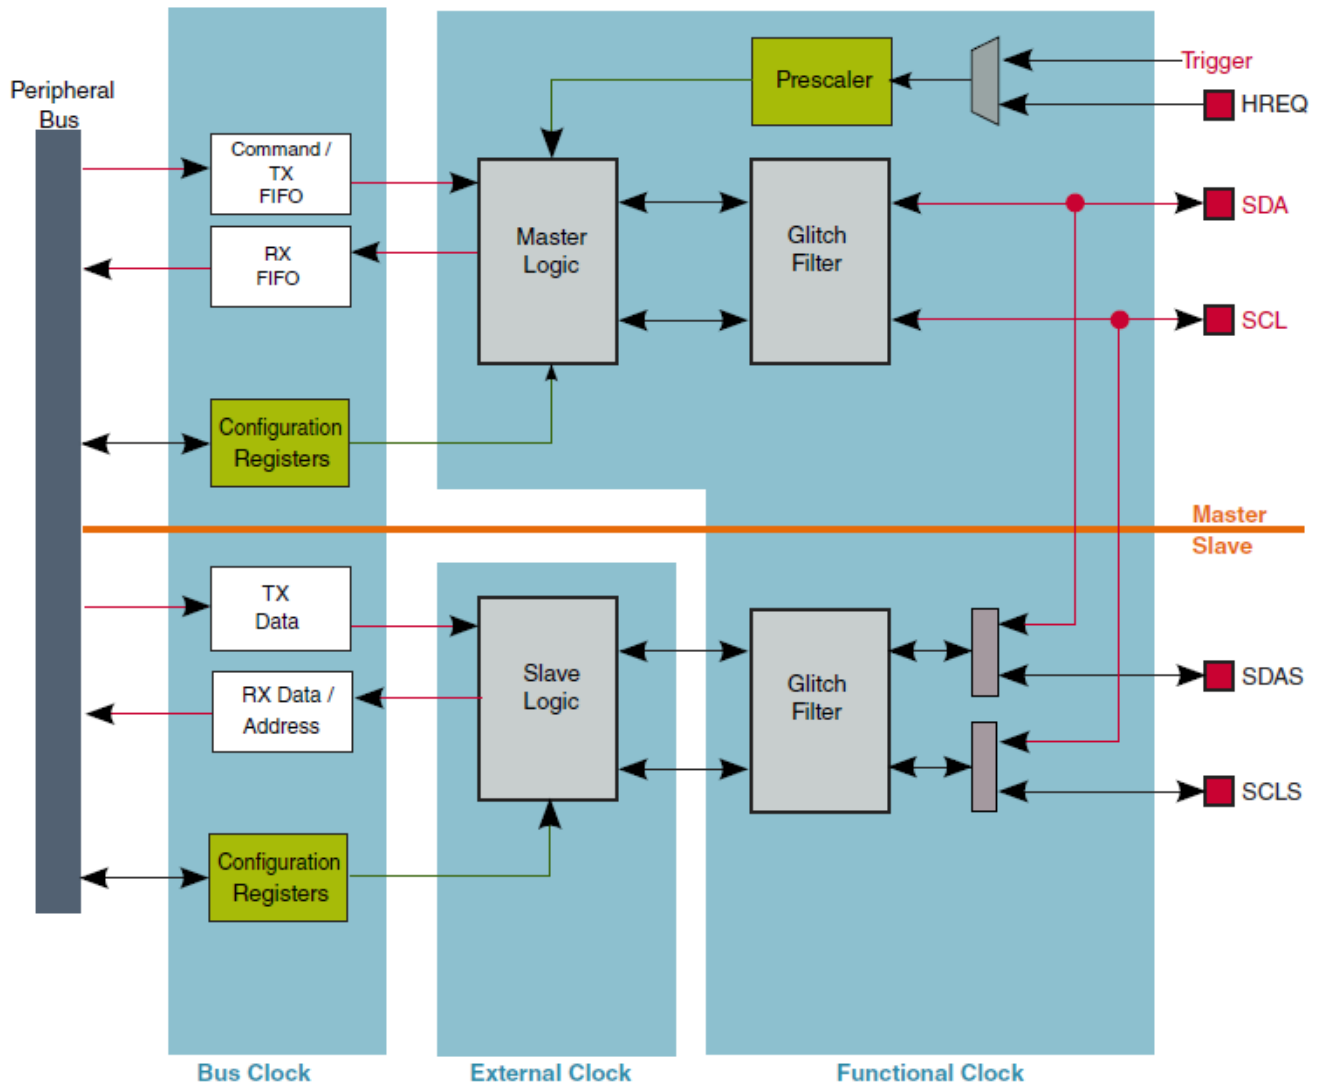 Peripheral
Bus
Command /
TX
FIFO
RX
FIFO
Configuration
Registers
Prescaler
Master
Logic
Glitch
Filter
Trigger
HREQ
SDA
SCL
Master
Slave
TX
Data
RX Data /
Address
Configuration
Registers
Slave
Logic
Glitch
Filter
SDAS
SCLS
Bus Clock
External Clock
Functional Clock